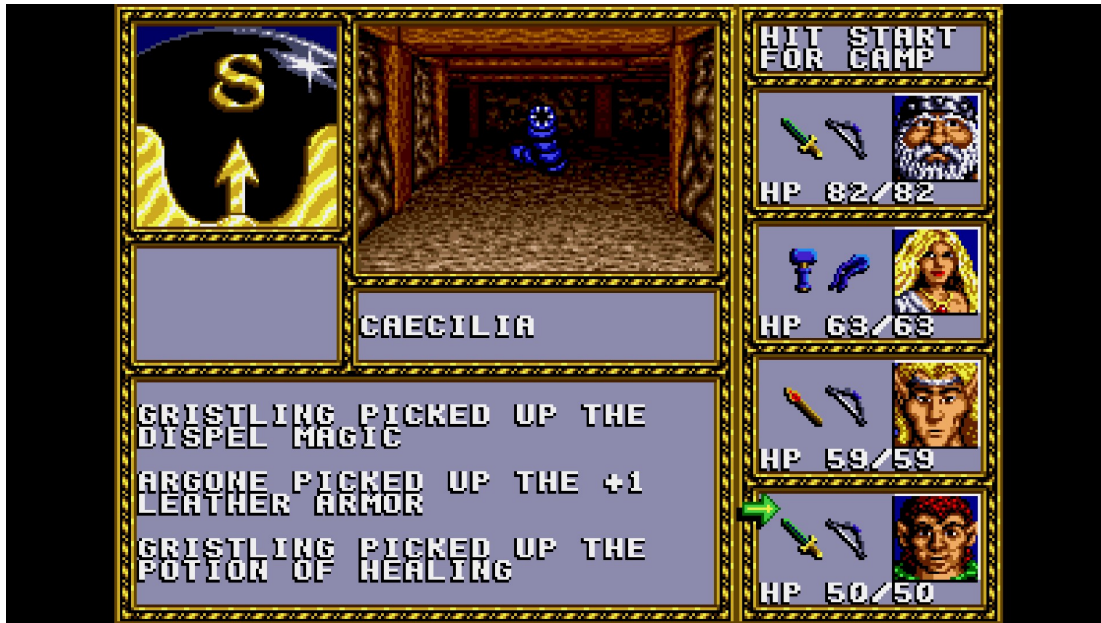 S
CAECILIA
GRISTLING PICKED UP THE
DISPEL MAGIC
ARGONE PICKED UP THE +1
LEATHER ARMOR
GRISTLING PICKED UP THE
POTION OF HEALING
HIT START
FOR CAMP
HP 82/82
HP 63/63
HP 59/59
HP 50/50